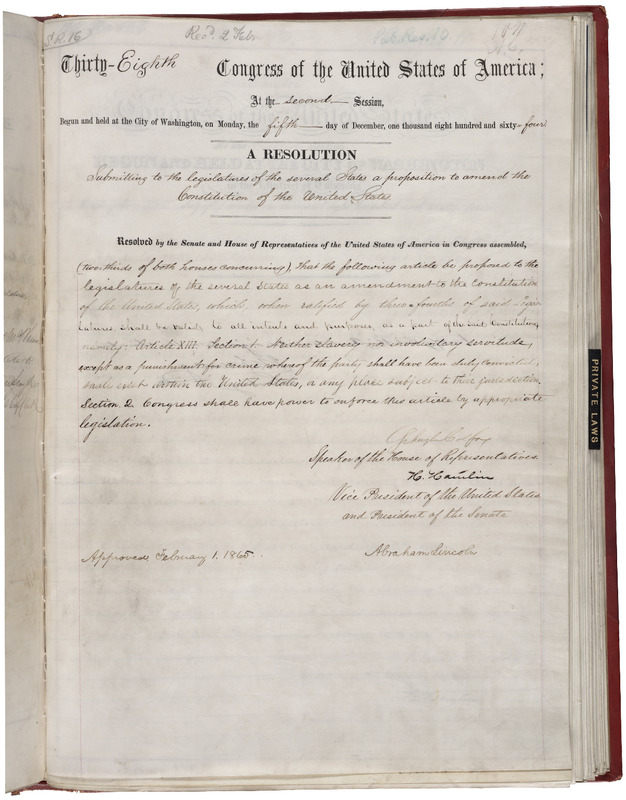 S.R. 16
Rec'd. 2 Feb.
Pub. Res. 10.
Thirty-Eighth Congress of the United States of America;
At the second Session,
Begun and held at the City of Washington, on Monday, the fifth day of December, one thousand eight hundred and sixty-four.
A RESOLUTION
Submitting to the legislatures of the several States a proposition to amend the
Constitution of the United States.
Resolved by the Senate and House of Representatives of the United States of America in Congress assembled,
(two-thirds of both houses concurring), that the following article be proposed to the
legislatures of the several States as an amendment to the Constitution
of the United States, which, when ratified by three-fourths of said Legis-
latures, shall be valid, to all intents and purposes, as a part of the said Constitution,
namely: Article XIII. Section 1. Neither slavery nor involuntary servitude,
except as a punishment for crime whereof the party shall have been duly convicted,
shall exist within the United States, or any place subject to their jurisdiction.
Section 2. Congress shall have power to enforce this article by appropriate
legislation.
Speaker of the House of Representatives
H. Hamlin
Vice President of the United States
and President of the Senate
Approved, February 1. 1865.
Abraham Lincoln
PRIVATE LAWS